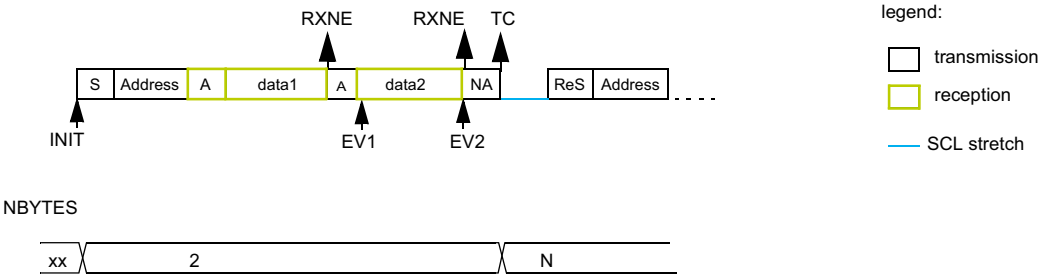 RXNE RXNE TC
S Address A data1 A data2 NA ReS Address
INIT EV1 EV2
legend:
transmission
reception
SCL stretch
NBYTES
xx 2 N